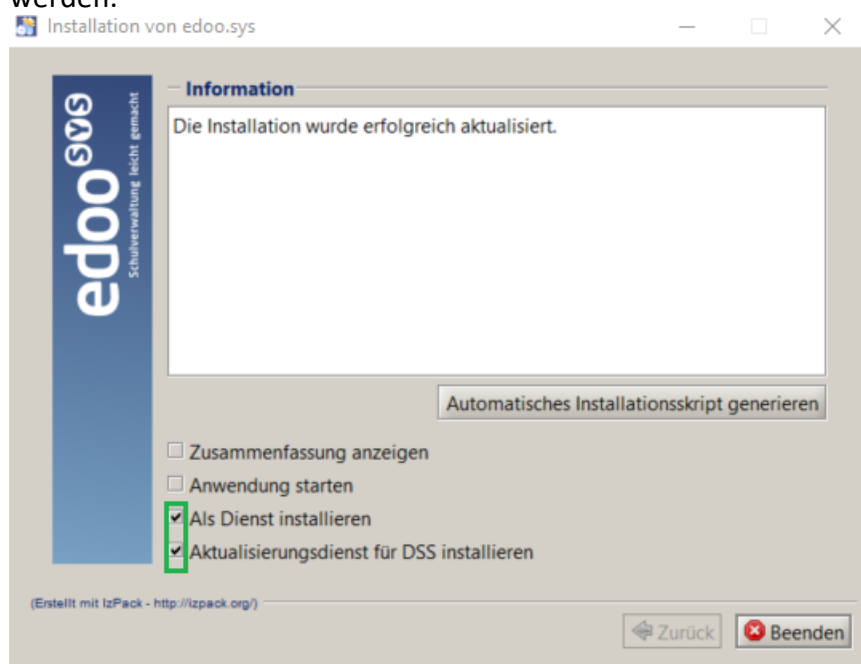 werden.
Installation von edoo.sys
edoo sys
Schulverwaltung leicht gemacht
Information
Die Installation wurde erfolgreich aktualisiert.
Automatisches Installationsskript generieren
Zusammenfassung anzeigen
Anwendung starten
Als Dienst installieren
Aktualisierungsdienst für DSS installieren
(Erstellt mit IzPack - http://izpack.org/)
Zurück Beenden